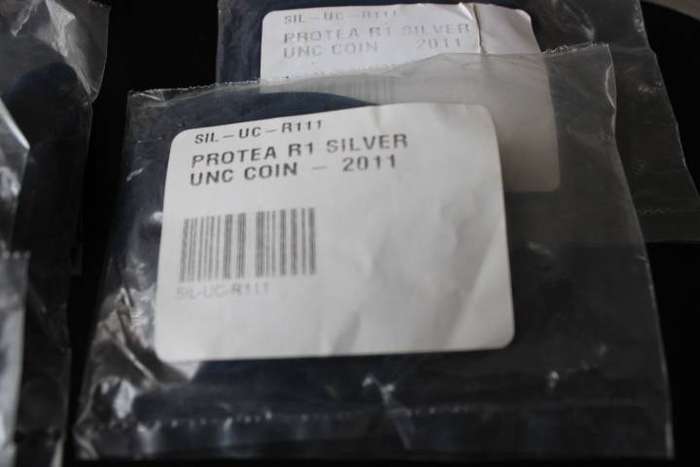 SIL-UC-R111
PROTEA R1 SILVER
UNC COIN - 2011
SIL-UC-R111
PROTEA R1 SILVER
UNC COIN - 2011
SIL-UC-R111